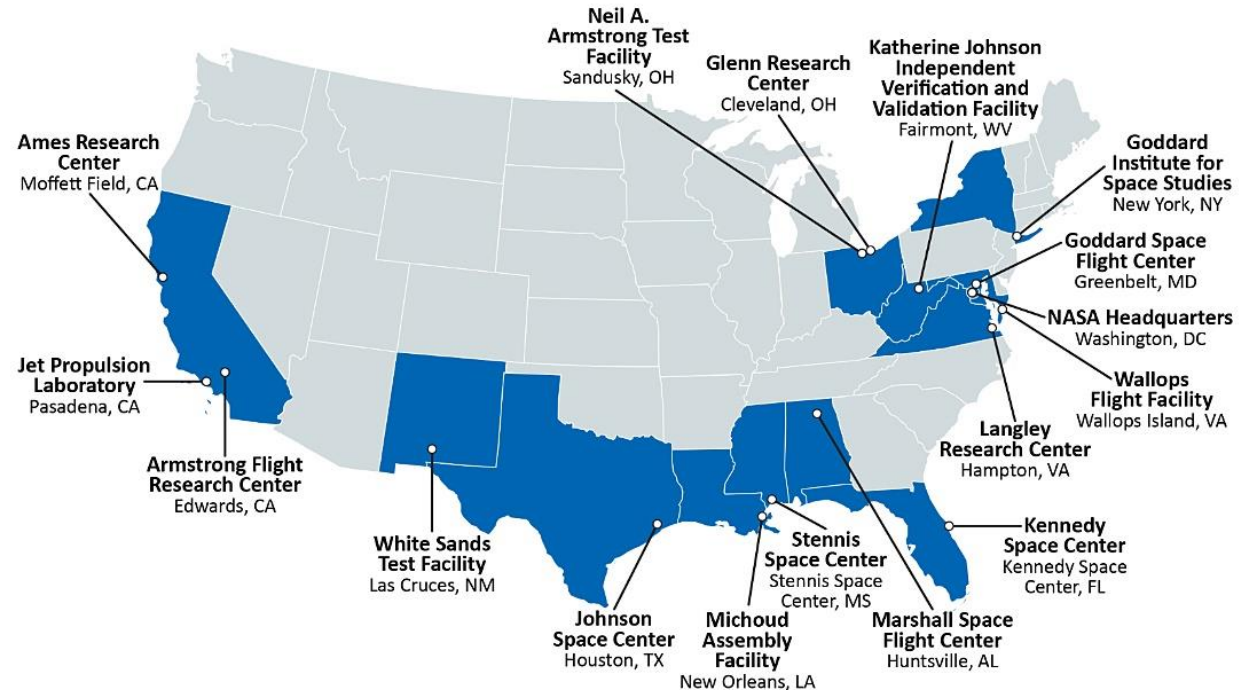 Neil A.
Armstrong Test
Facility
Sandusky, OH
Glenn Research
Center
Cleveland, OH
Katherine Johnson
Independent
Verification and
Validation Facility
Fairmont, WV
Ames Research
Center
Moffett Field, CA
Goddard
Institute for
Space Studies
New York, NY
Goddard Space
Flight Center
Greenbelt, MD
NASA Headquarters
Washington, DC
Jet Propulsion
Laboratory
Pasadena, CA
Wallops
Flight Facility
Wallops Island, VA
Langley
Research Center
Hampton, VA
Armstrong Flight
Research Center
Edwards, CA
White Sands
Test Facility
Las Cruces, NM
Stennis
Space Center
Stennis Space
Center, MS
Kennedy
Space Center
Kennedy Space
Center, FL
Johnson
Space Center
Houston, TX
Michoud
Assembly
Facility
New Orleans, LA
Marshall Space
Flight Center
Huntsville, AL